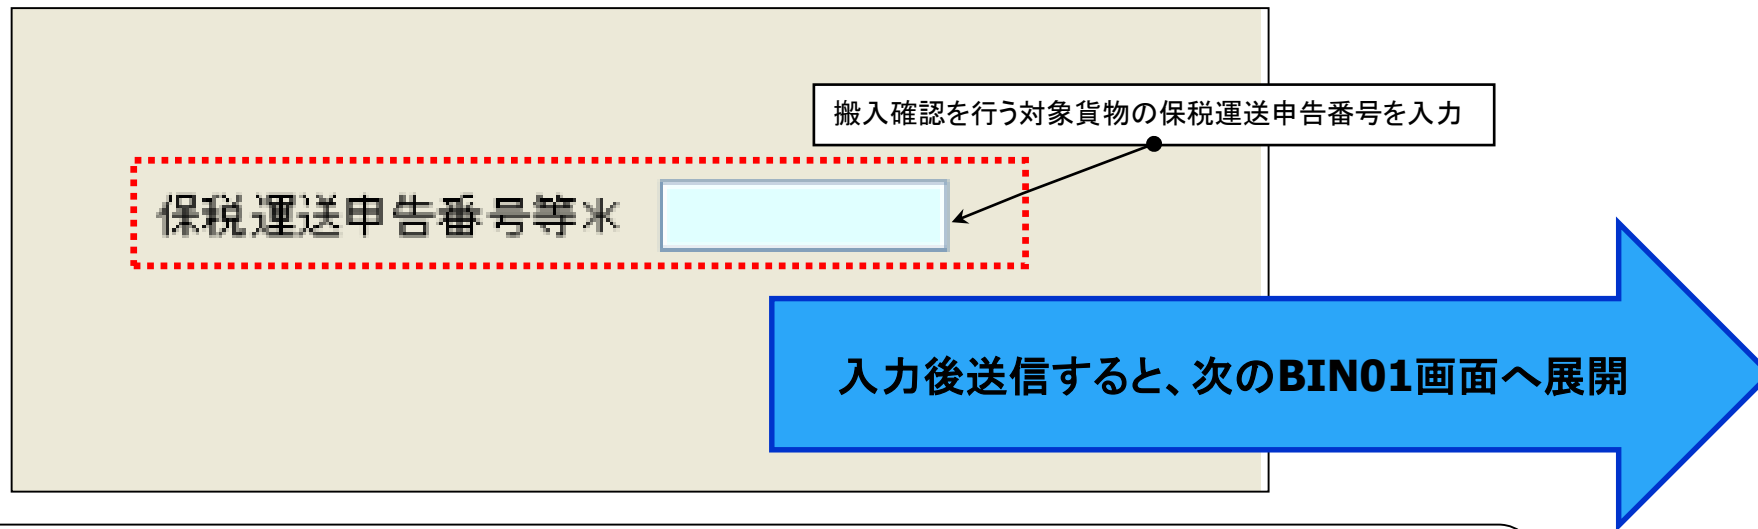 搬入確認を行う対象貨物の保税運送申告番号を入力
保税運送申告番号等*
入力後送信すると、次のBIN01画面へ展開